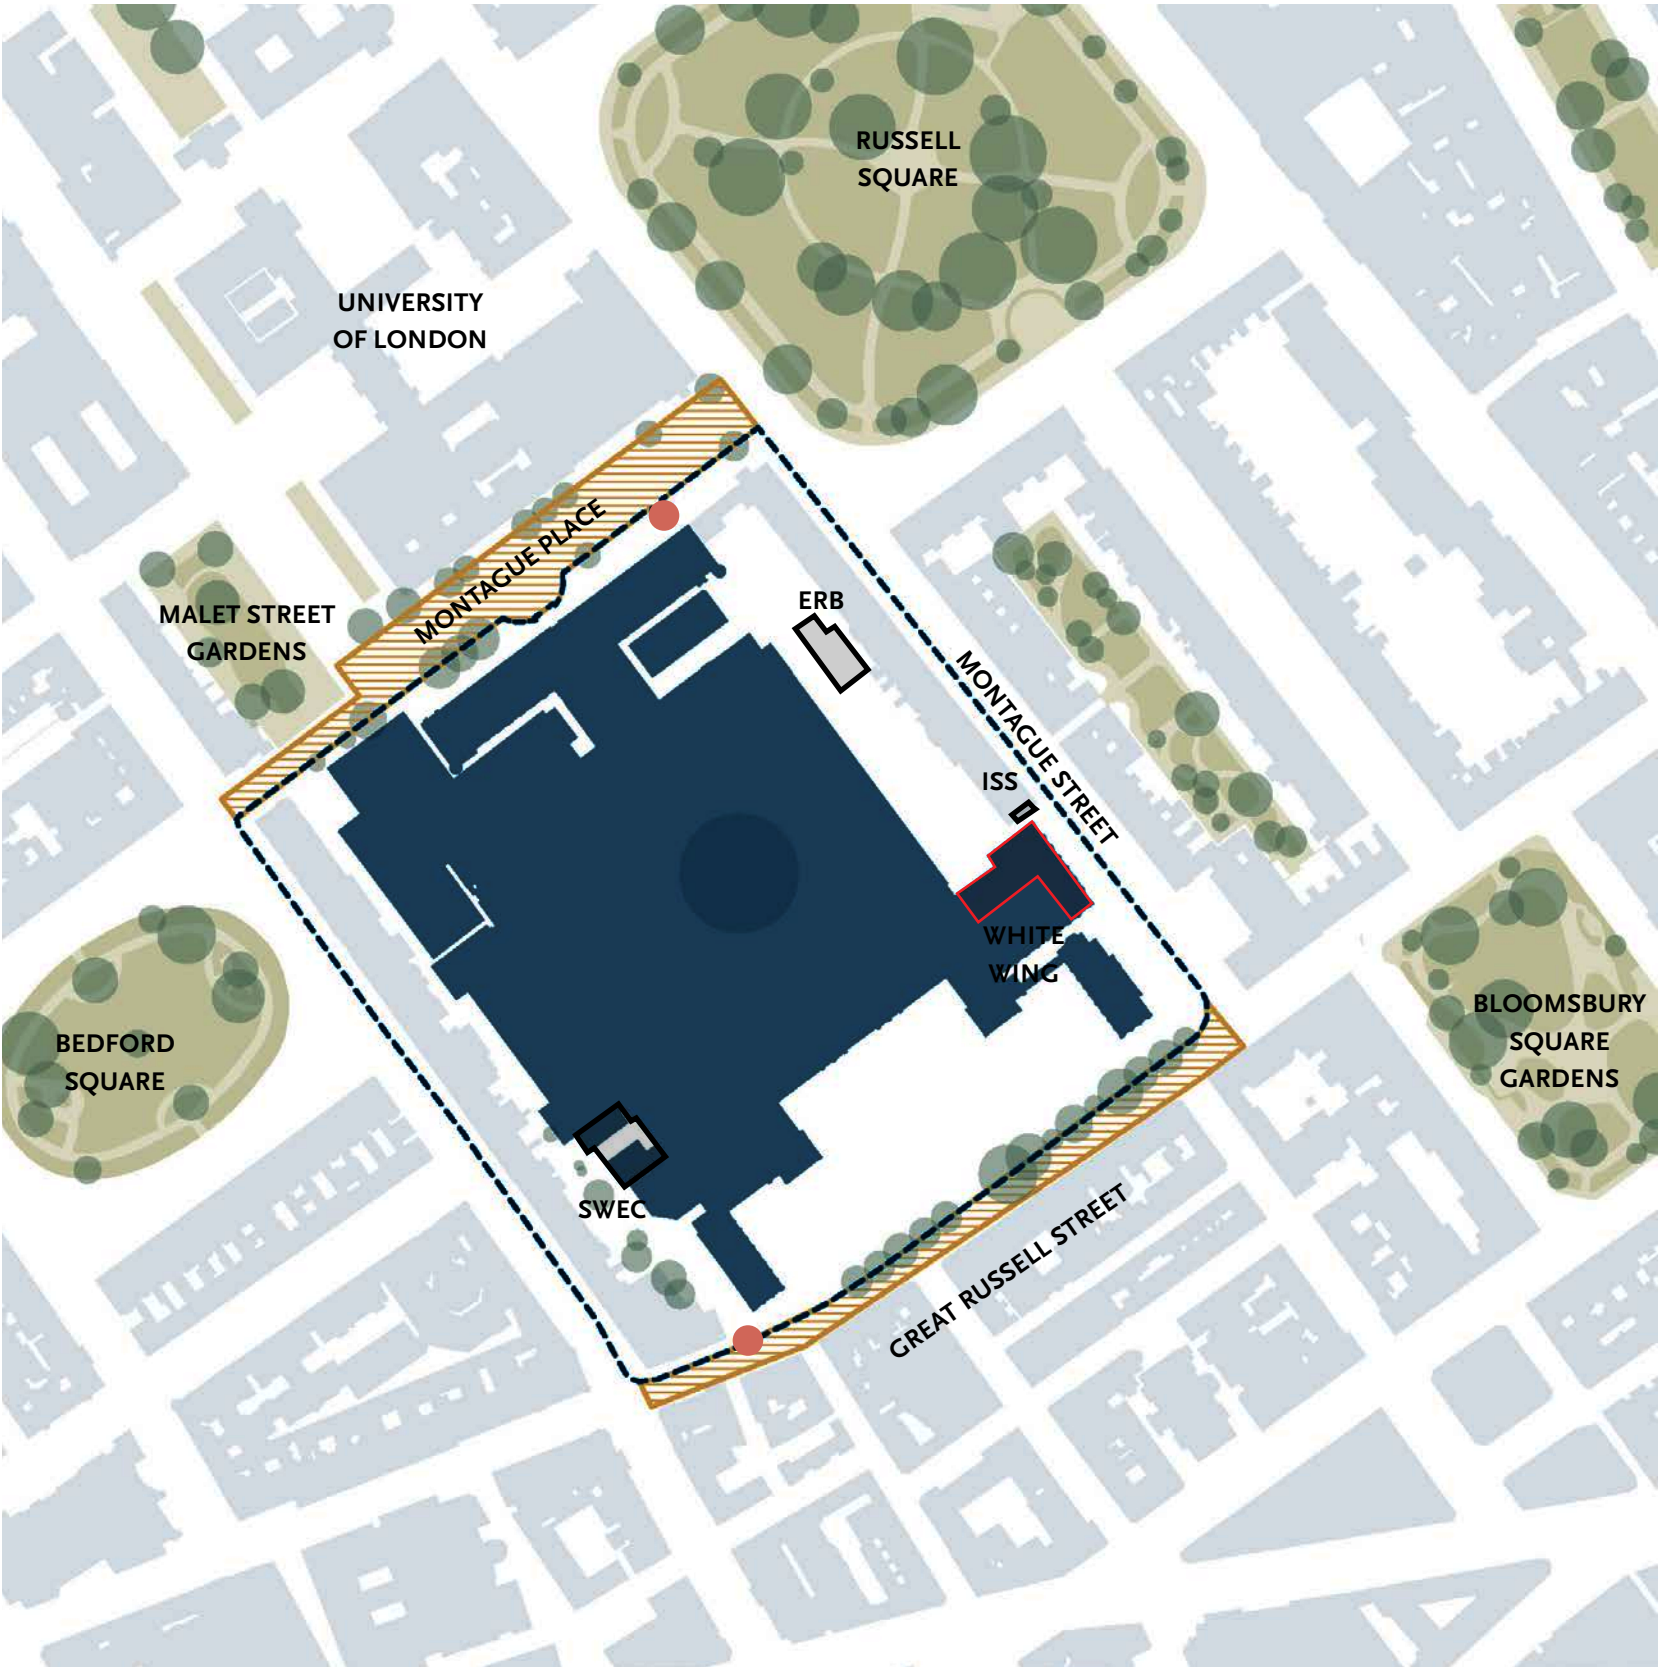 RUSSELL
SQUARE
UNIVERSITY
OF LONDON
MONTAGUE PLACE
ERB
MALET STREET
GARDENS
MONTAGUE STREET
ISS
WHITE
WING
BEDFORD
SQUARE
BLOOMSBURY
SQUARE
GARDENS
SWEC
GREAT RUSSELL STREET